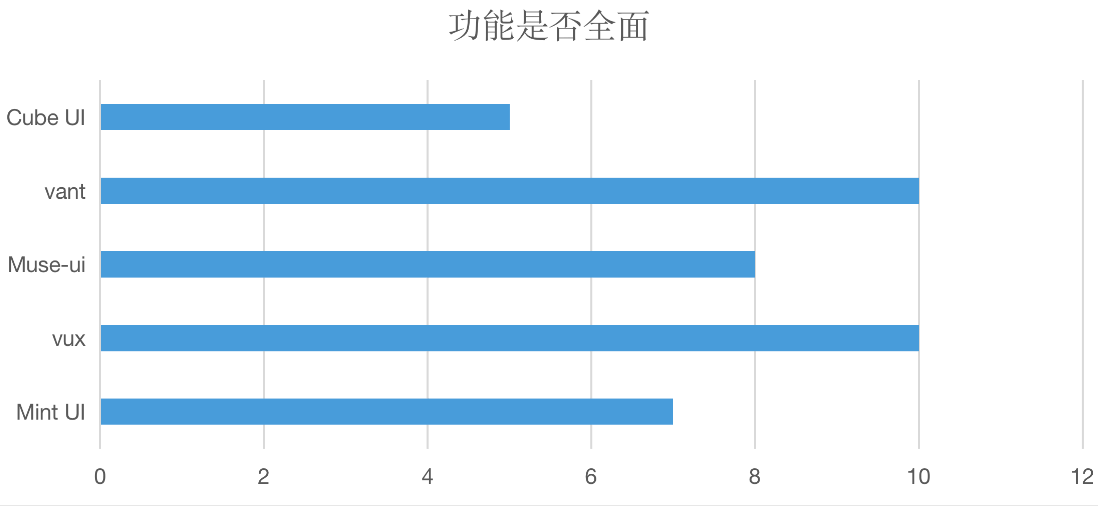 功能是否全面
Cube UI
vant
Muse-ui
vux
Mint UI
0 2 4 6 8 10 12